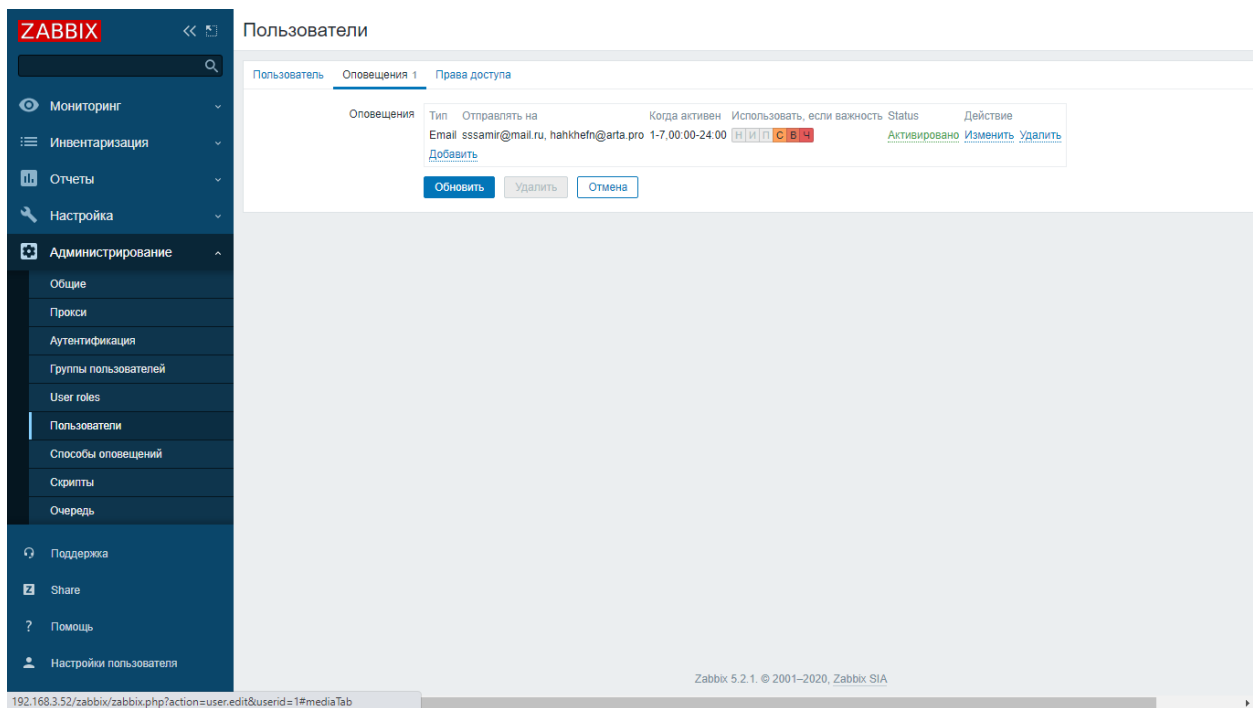 ZABBIX
Пользователи
Пользователь Оповещения 1 Права доступа
Мониторинг
Инвентаризация
Отчеты
Настройка
Администрирование
Общие
Прокси
Аутентификация
Группы пользователей
User roles
Пользователи
Способы оповещений
Скрипты
Очередь
Поддержка
Z Share
? Помощь
Настройки пользователя
Оповещения
Тип Отправлять на Когда активен Использовать, если важность Status Действие
Email sssamir@mail.ru, hahkhefn@arta.pro 1-7,00:00-24:00 Н И П С В Ч Активировано Изменить Удалить
Добавить
Обновить Удалить Отмена
Zabbix 5.2.1. © 2001–2020, Zabbix SIA
192.168.3.52/zabbix/zabbix.php?action=user.edit&userid=1#mediaTab